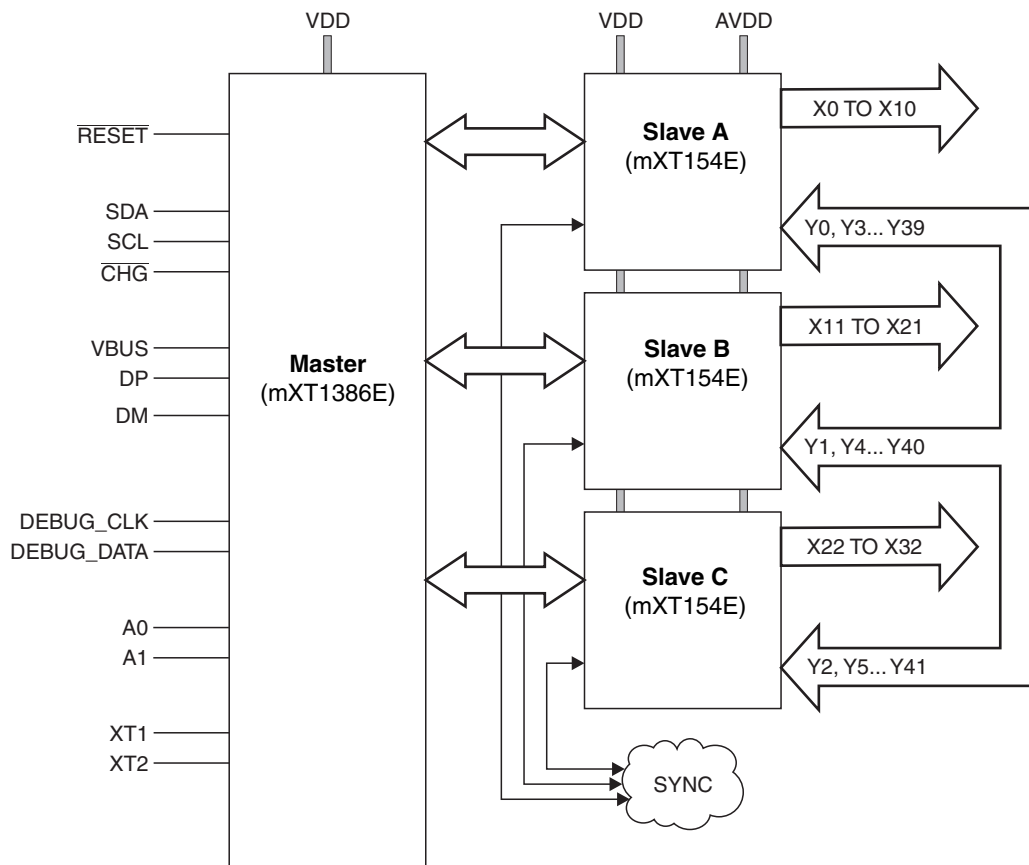 VDD
VDD
AVDD
RESET
SDA
SCL
CHG
VBUS
DP
DM
DEBUG_CLK
DEBUG_DATA
A0
A1
XT1
XT2
Master
(mXT1386E)
Slave A
(mXT154E)
X0 TO X10
Y0, Y3... Y39
Slave B
(mXT154E)
X11 TO X21
Y1, Y4... Y40
Slave C
(mXT154E)
X22 TO X32
Y2, Y5... Y41
SYNC